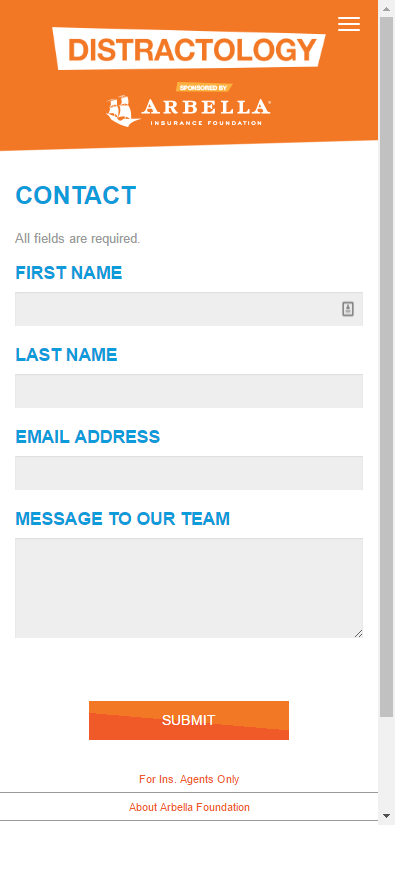 DISTRACTOLOGY
SPONSORED BY
ARBELLA
INSURANCE FOUNDATION
CONTACT
All fields are required.
FIRST NAME
LAST NAME
EMAIL ADDRESS
MESSAGE TO OUR TEAM
SUBMIT
For Ins. Agents Only
About Arbella Foundation